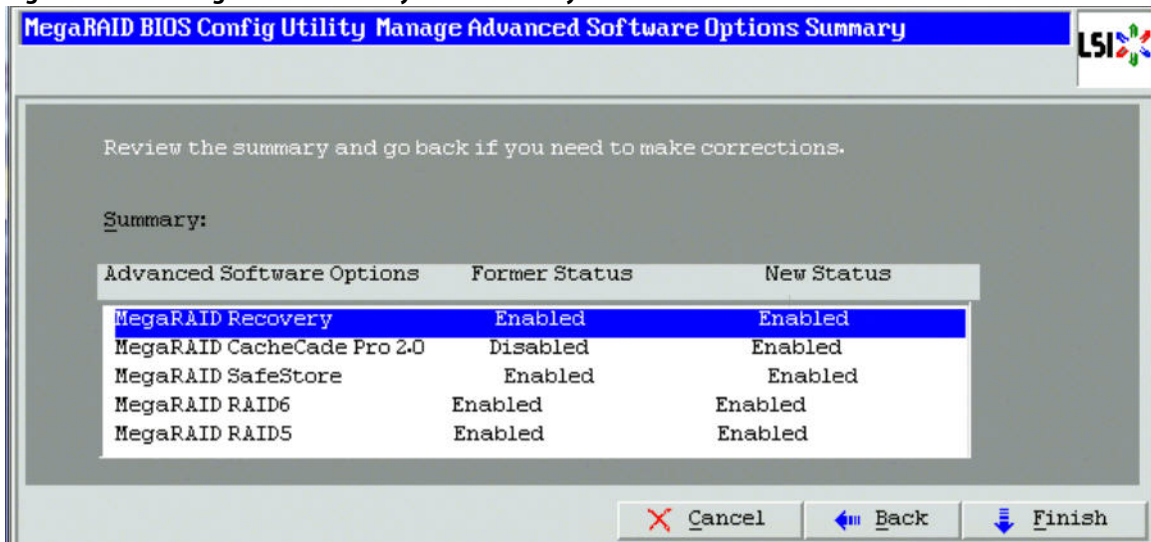 MegaRAID BIOS Config Utility Manage Advanced Software Options Summary
LSI
Review the summary and go back if you need to make corrections.
Summary:
Advanced Software Options Former Status New Status
MegaRAID Recovery Enabled Enabled
MegaRAID CacheCade Pro 2.0 Disabled Enabled
MegaRAID SafeStore Enabled Enabled
MegaRAID RAID6 Enabled Enabled
MegaRAID RAID5 Enabled Enabled
Cancel Back Finish